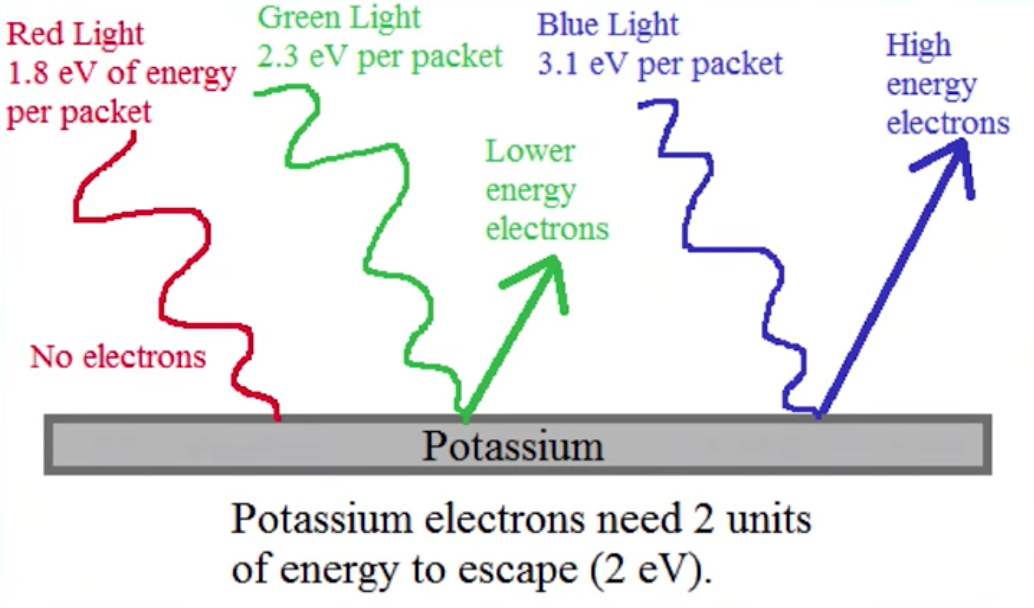 Red Light
1.8 eV of energy
per packet
Green Light
2.3 eV per packet
Blue Light
3.1 eV per packet
High
energy
electrons
Lower
energy
electrons
No electrons
Potassium
Potassium electrons need 2 units
of energy to escape (2 eV).